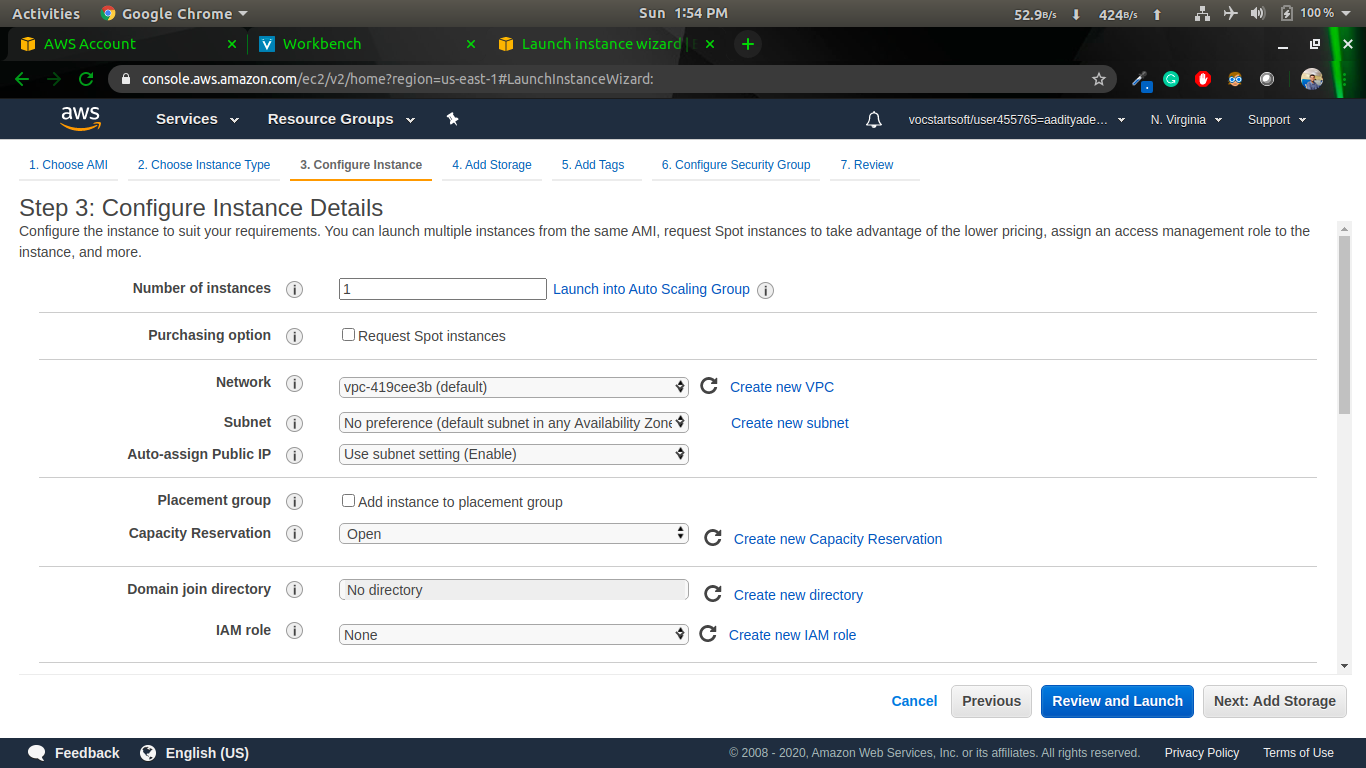 Activities Google Chrome Sun 1:54 PM 52.9B/s 424B/s 100 %
AWS Account Workbench Launch instance wizard |
console.aws.amazon.com/ec2/v2/home?region=us-east-1#LaunchInstanceWizard:
aws Services Resource Groups vocstartsoft/user455765=aadityade... N. Virginia Support
1. Choose AMI 2. Choose Instance Type 3. Configure Instance 4. Add Storage 5. Add Tags 6. Configure Security Group 7. Review
Step 3: Configure Instance Details
Configure the instance to suit your requirements. You can launch multiple instances from the same AMI, request Spot instances to take advantage of the lower pricing, assign an access management role to the
instance, and more.
Number of instances 1 Launch into Auto Scaling Group
Purchasing option Request Spot instances
Network vpc-419cee3b (default) Create new VPC
Subnet No preference (default subnet in any Availability Zone Create new subnet
Auto-assign Public IP Use subnet setting (Enable)
Placement group Add instance to placement group
Capacity Reservation Open Create new Capacity Reservation
Domain join directory No directory Create new directory
IAM role None Create new IAM role
Cancel Previous Review and Launch Next: Add Storage
Feedback English (US) © 2008 - 2020, Amazon Web Services, Inc. or its affiliates. All rights reserved. Privacy Policy Terms of Use